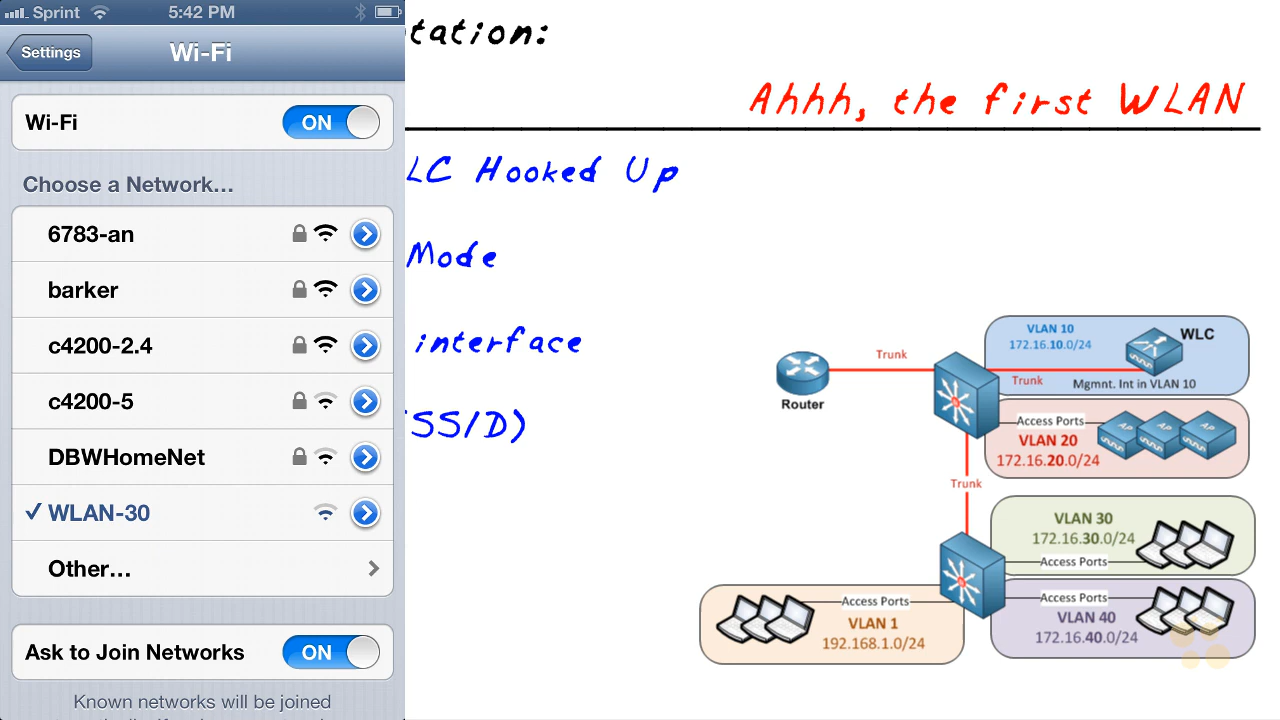 Sprint 5:42 PM
Settings
Wi-Fi
Wi-Fi ON
Choose a Network...
6783-an
barker
c4200-2.4
c4200-5
DBWHomeNet
WLAN-30
Other...
Ask to Join Networks ON
Known networks will be joined
tation:
Ahhh, the first WLAN
LC Hooked Up
Mode
interface
SSID)
Router
Trunk
VLAN 10
172.16.10.0/24
WLC
Trunk
Mgmnt. Int in VLAN 10
Access Ports
VLAN 20
172.16.20.0/24
AP AP AP
Trunk
VLAN 30
172.16.30.0/24
Access Ports
Access Ports
VLAN 40
172.16.40.0/24
Access Ports
VLAN 1
192.168.1.0/24